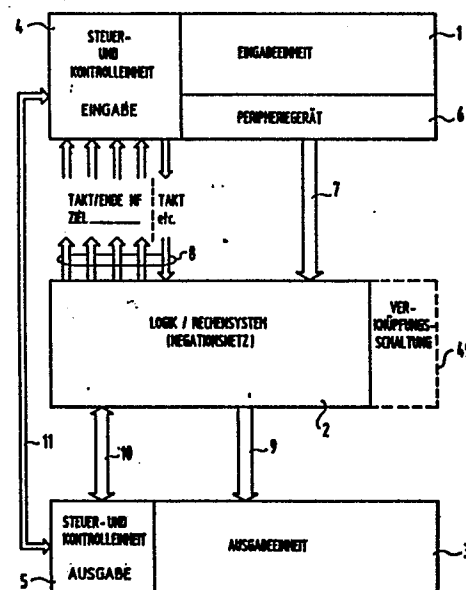 4
STEUER-
UND
KONTROLLEINHEIT
EINGABE
EINGABEEINHEIT
1
PERIPHERIEGERÄT
6
TAKT/ENDE NF
ZIEL
TAKT
etc.
7
8
LOGIK / RECHENSYSTEM
(NEGATIONSNETZ)
VER-
KNÜPFUNGS-
SCHALTUNG
2
11
10
9
STEUER- UND
KONTROLLEINHEIT
AUSGABE
AUSGABEEINHEIT
5
3